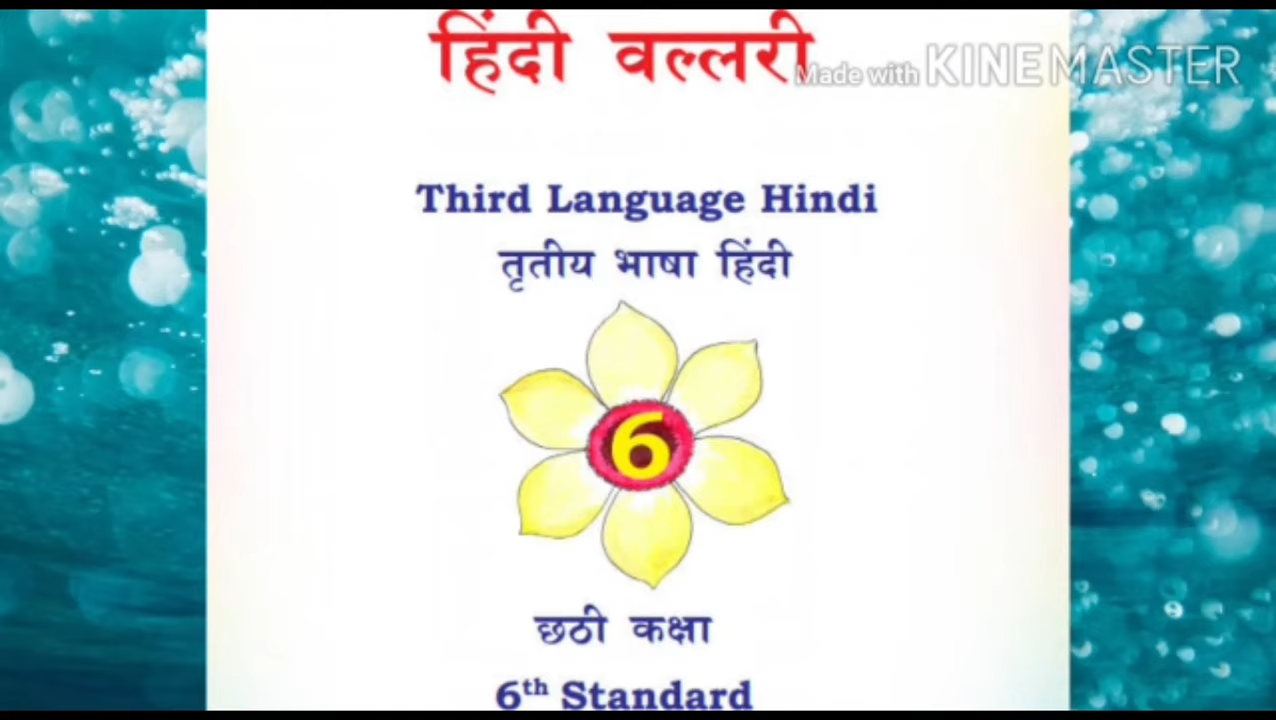 हिंदी वल्लरी
Made with KINEMASTER
Third Language Hindi
तृतीय भाषा हिंदी
6
छठी कक्षा
6th Standard